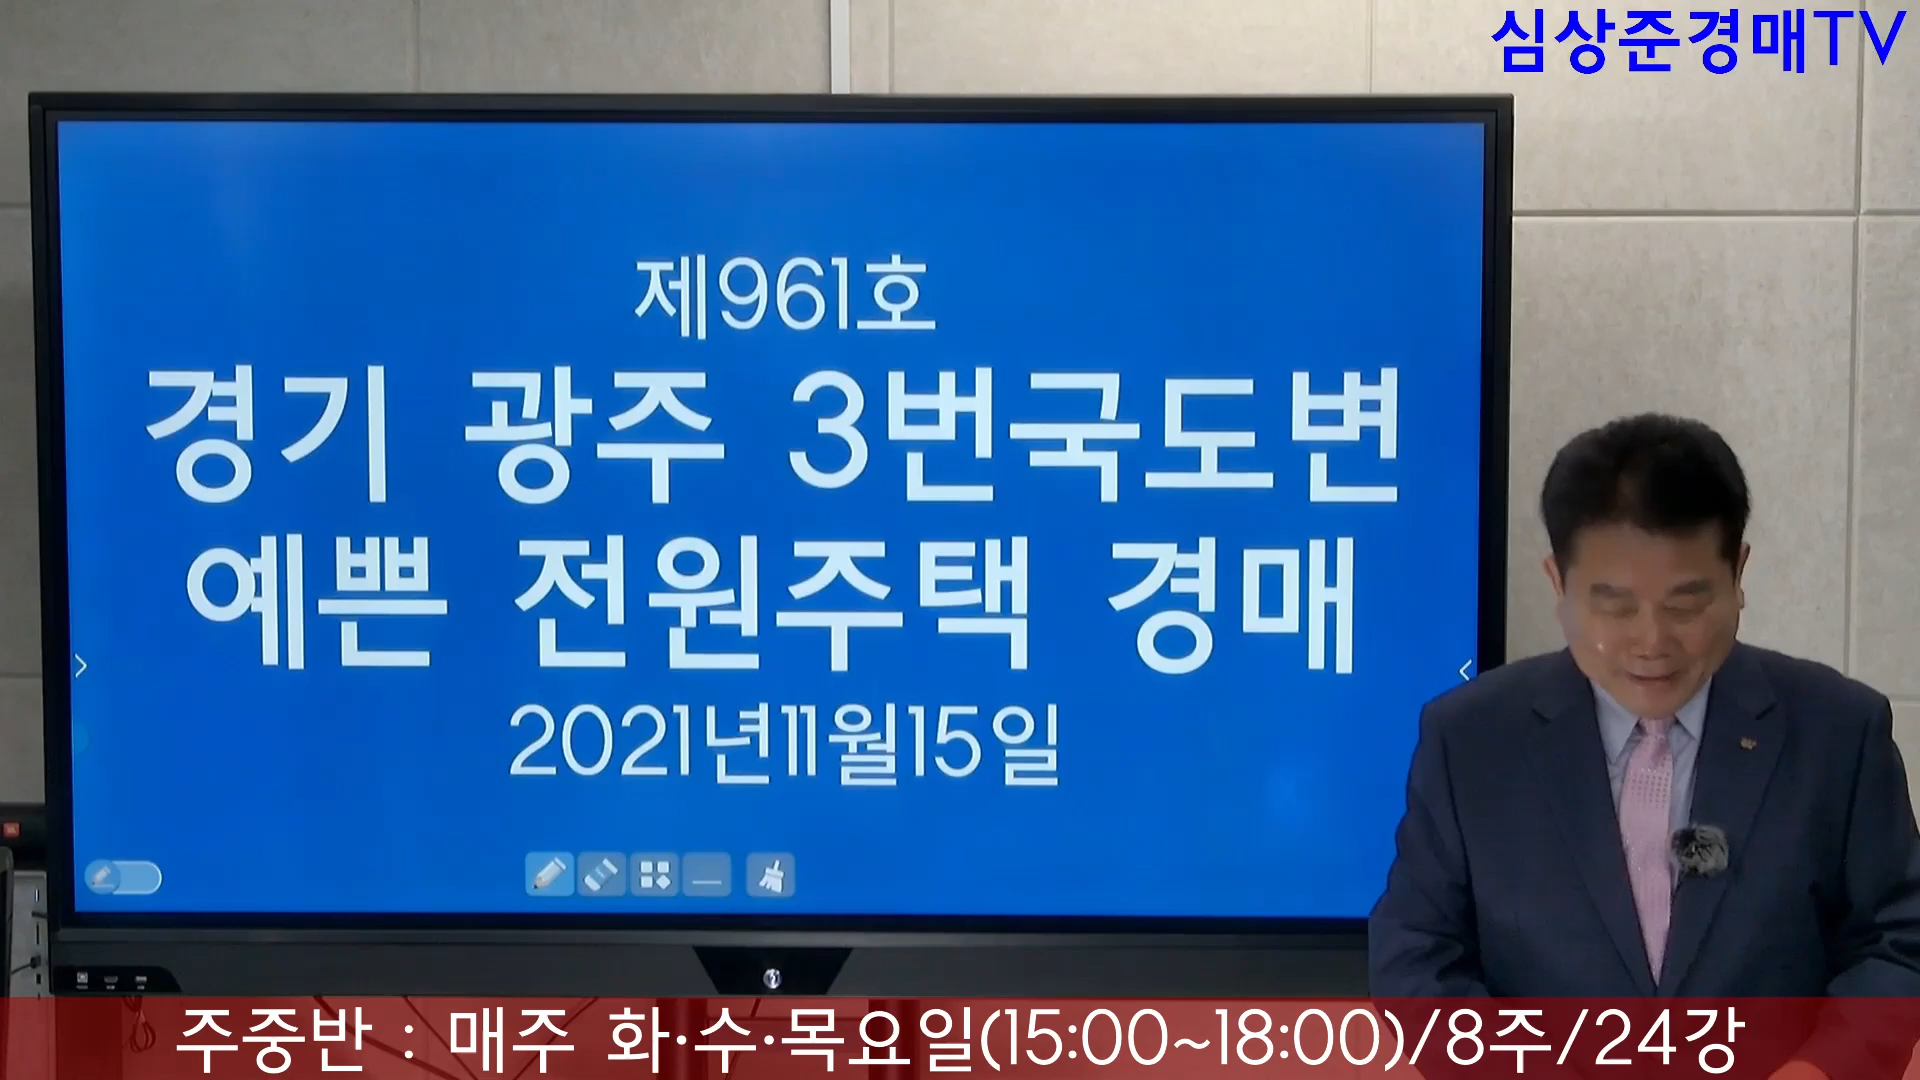 심상준경매TV
제961호
경기 광주 3번국도변
예쁜 전원주택 경매
2021년11월15일
주중반 : 매주 화·수·목요일(15:00~18:00)/8주/24강